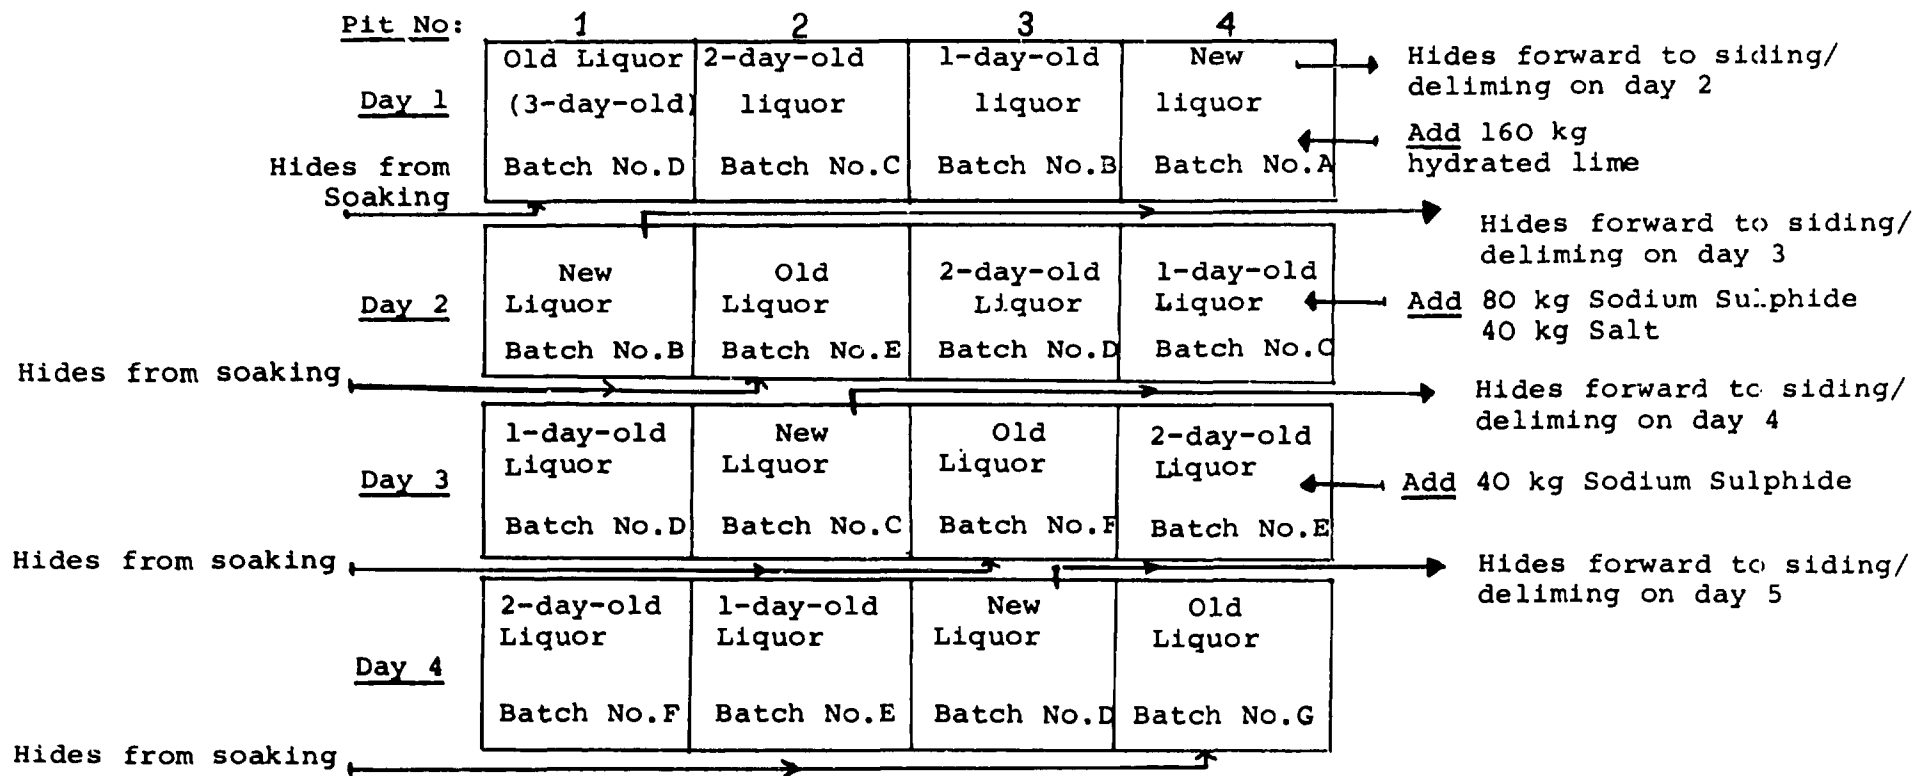 Pit No:
1 2 3 4
Day 1
Old Liquor
(3-day-old)
Batch No.D
2-day-old
liquor
Batch No.C
1-day-old
liquor
Batch No.B
New
liquor
Batch No.A
Hides forward to siding/
deliming on day 2
Add 160 kg
hydrated lime
Hides from
Soaking
Hides forward to siding/
deliming on day 3
Day 2
New
Liquor
Batch No.B
Old
Liquor
Batch No.E
2-day-old
Liquor
Batch No.D
1-day-old
Liquor
Batch No.C
Add 80 kg Sodium Sulphide
40 kg Salt
Hides from soaking
Hides forward to siding/
deliming on day 4
Day 3
1-day-old
Liquor
Batch No.D
New
Liquor
Batch No.C
Old
Liquor
Batch No.F
2-day-old
Liquor
Batch No.E
Add 40 kg Sodium Sulphide
Hides from soaking
Hides forward to siding/
deliming on day 5
Day 4
2-day-old
Liquor
Batch No.F
1-day-old
Liquor
Batch No.E
New
Liquor
Batch No.D
Old
Liquor
Batch No.G
Hides from soaking